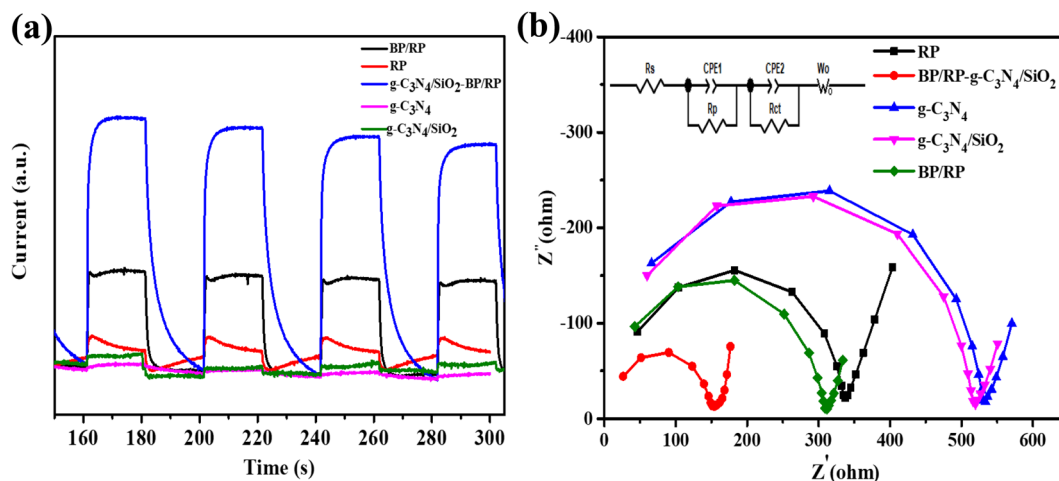 (a)
BP/RP
RP
g-C₃N₄/SiO₂-BP/RP
g-C₃N₄
g-C₃N₄/SiO₂
Current (a.u.)
160 180 200 220 240 260 280 300
Time (s)
(b)
-400
-300
-200
-100
0
Z''(ohm)
Rs CPE1 CPE2 Wo
Rp Rct
RP
BP/RP-g-C₃N₄/SiO₂
g-C₃N₄
g-C₃N₄/SiO₂
BP/RP
0 100 200 300 400 500 600
Z'(ohm)